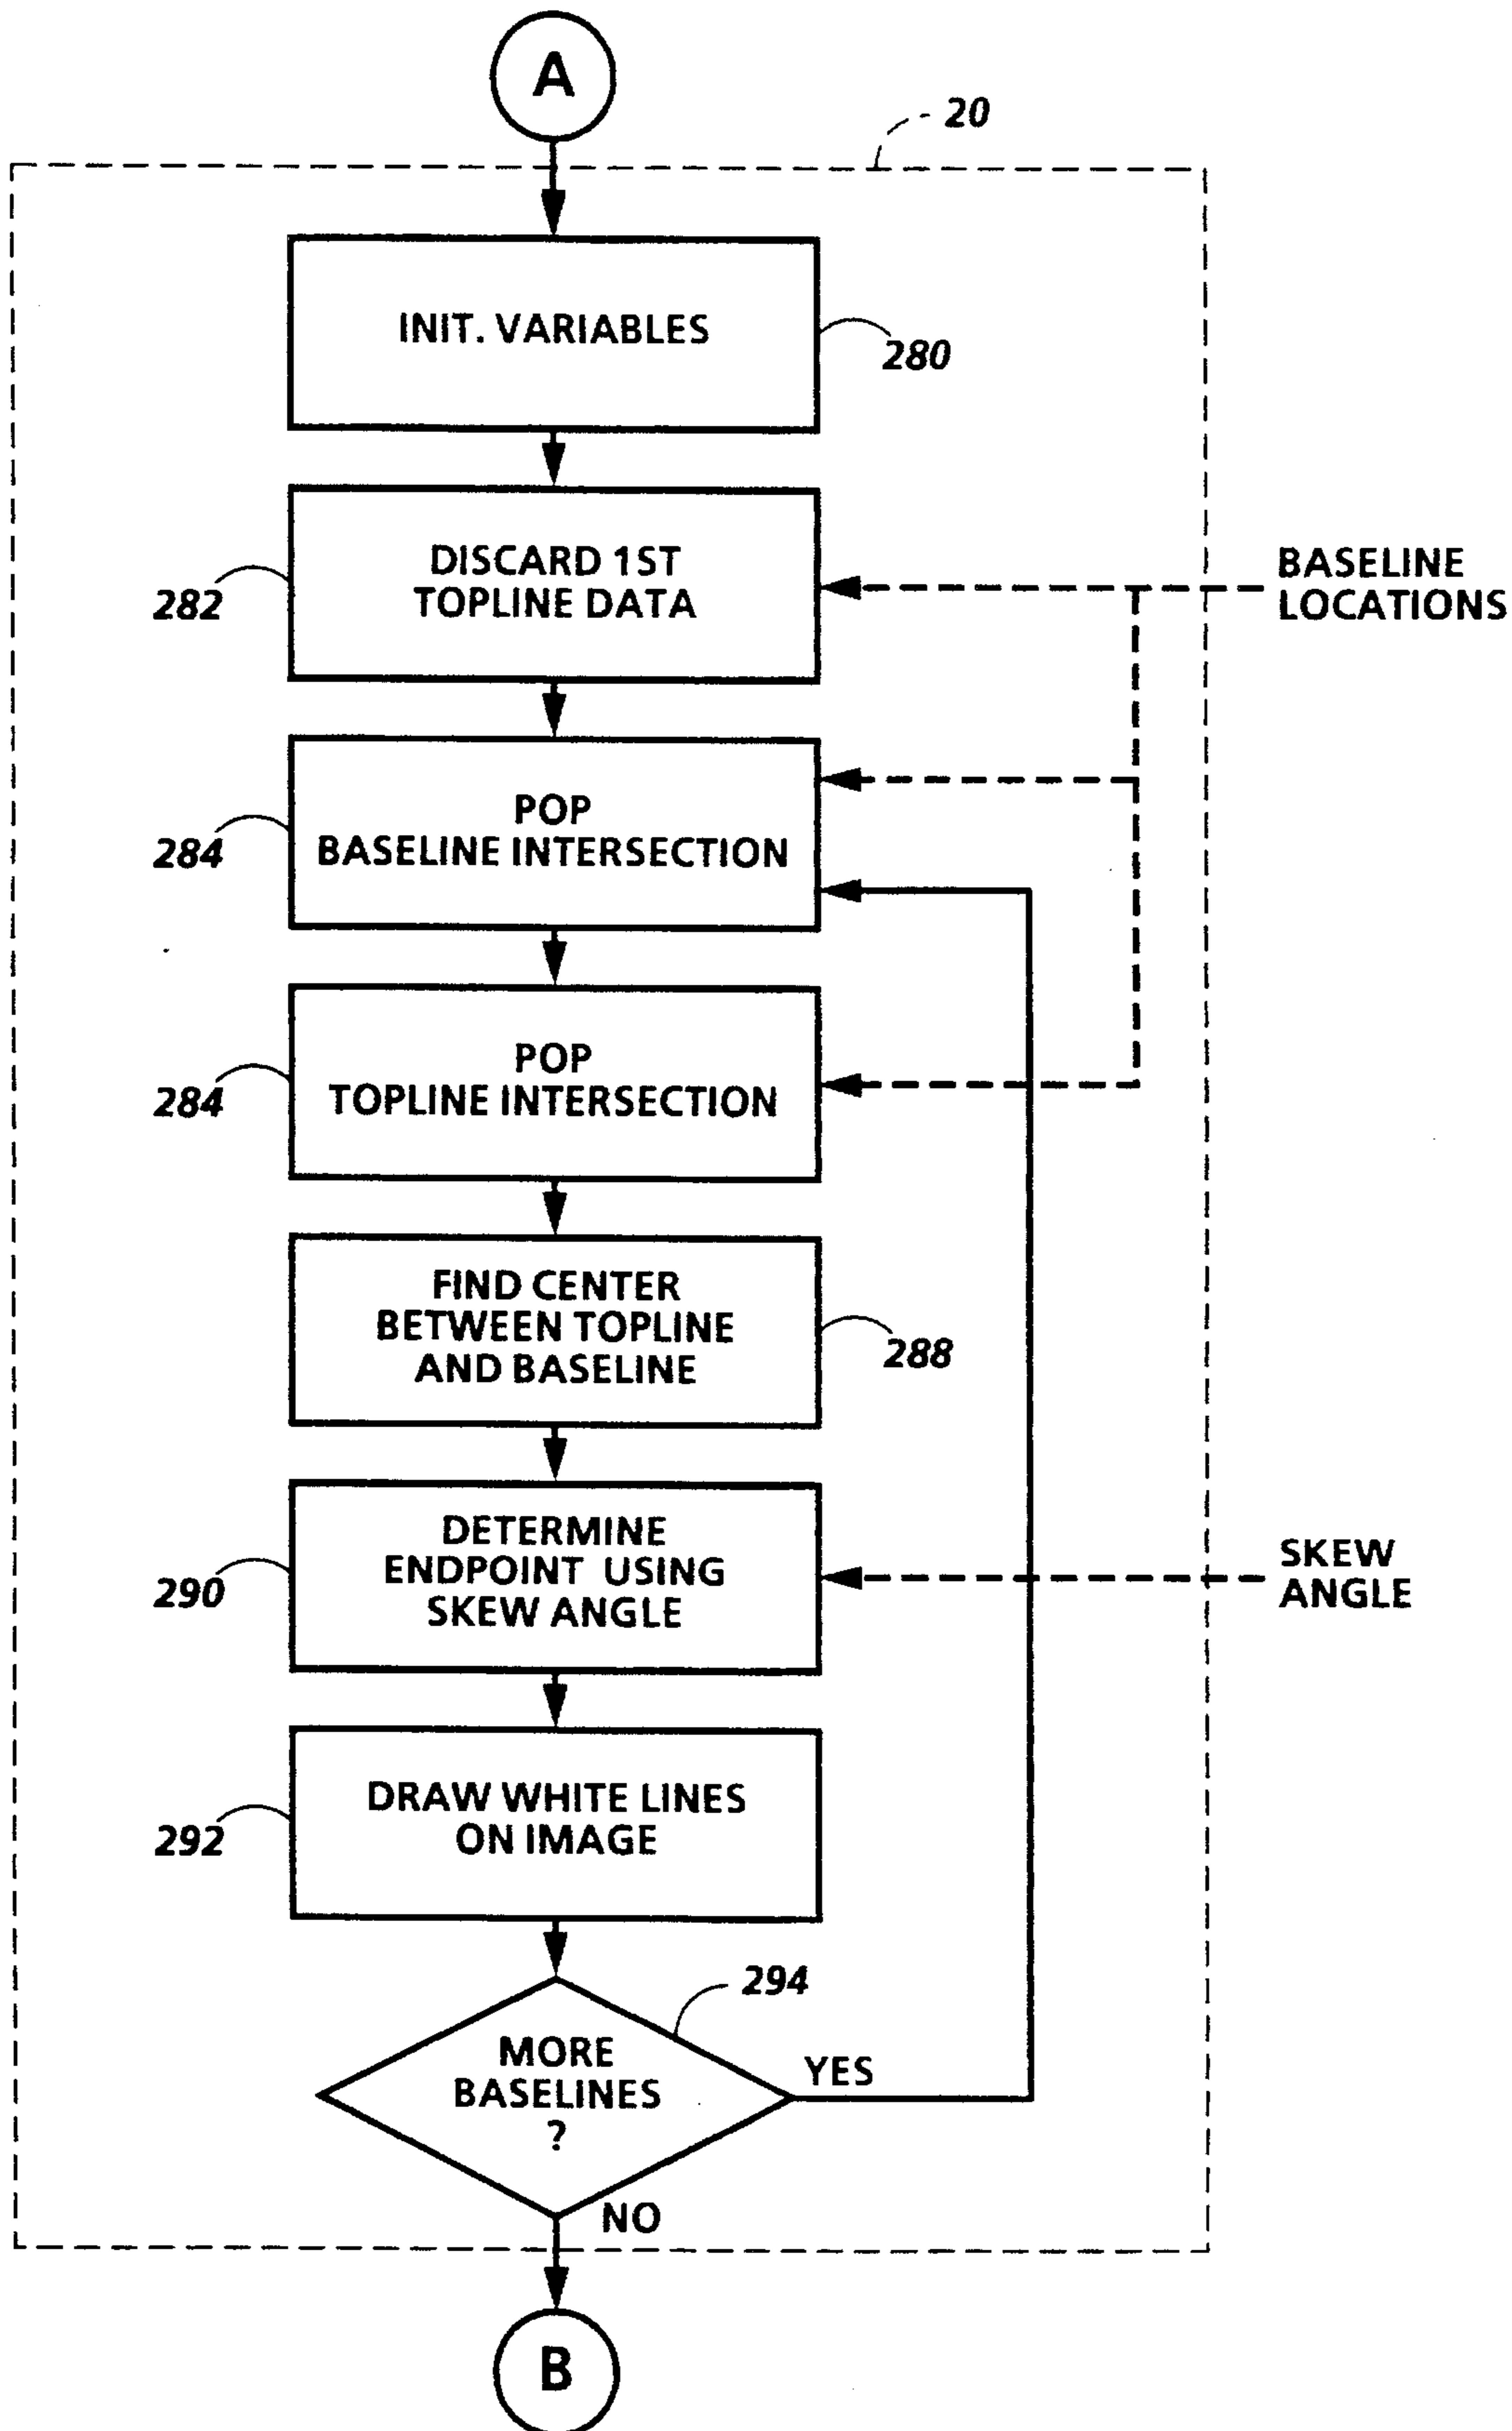 A
20
INIT. VARIABLES
280
DISCARD 1ST
TOPLINE DATA
282
BASELINE
LOCATIONS
POP
BASELINE INTERSECTION
284
POP
TOPLINE INTERSECTION
284
FIND CENTER
BETWEEN TOPLINE
AND BASELINE
288
DETERMINE
ENDPOINT USING
SKEW ANGLE
290
SKEW
ANGLE
DRAW WHITE LINES
ON IMAGE
292
294
MORE
BASELINES
?
YES
NO
B